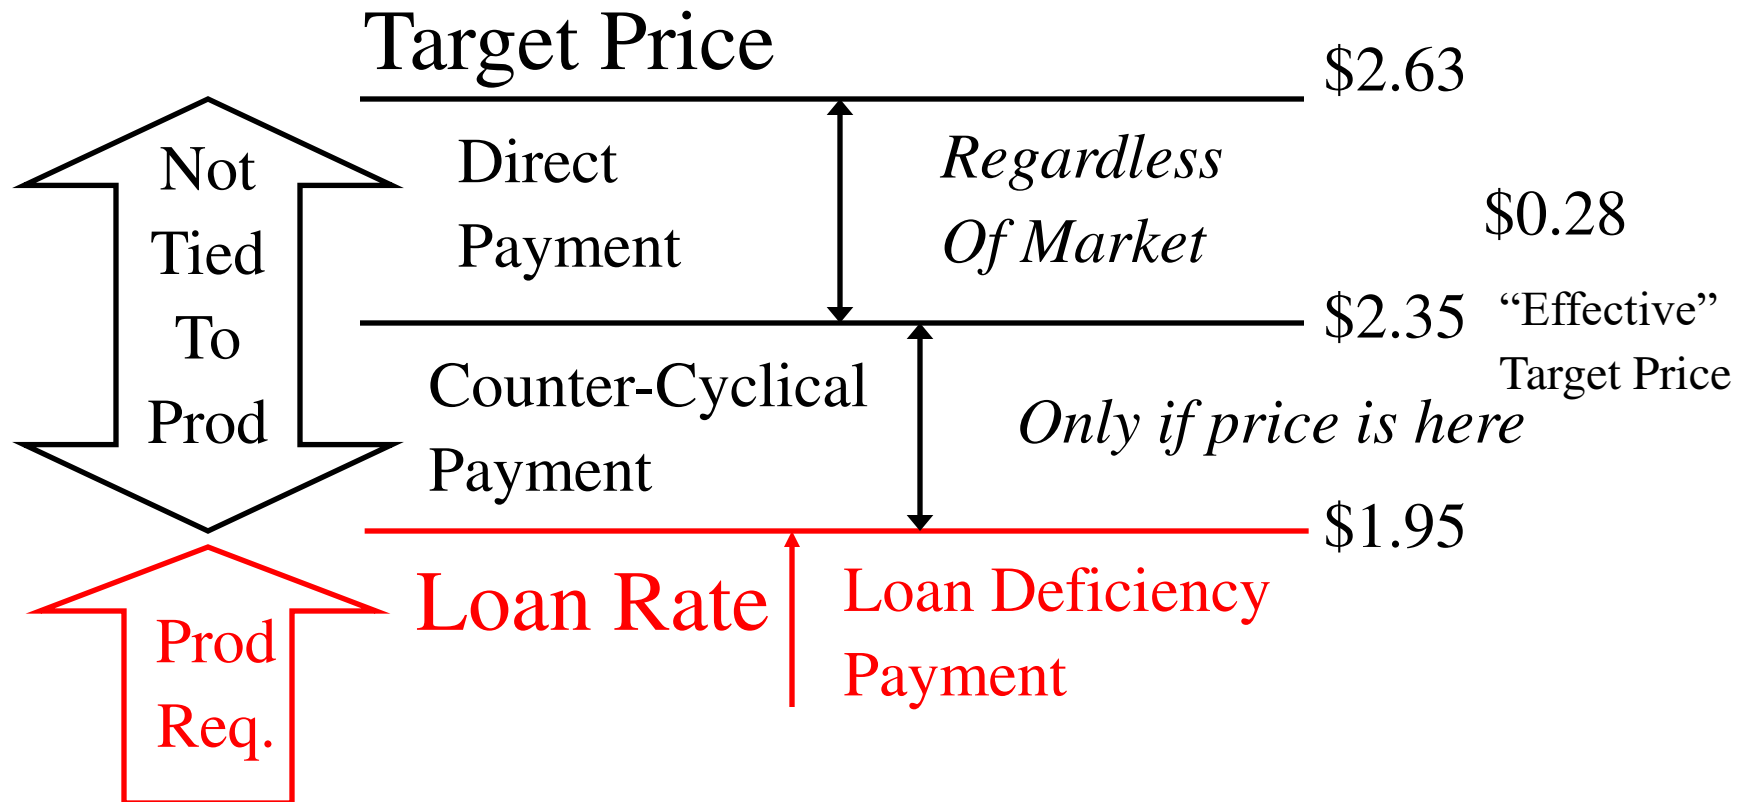 Target Price
$2.63
Not
Tied
To
Prod
Direct
Payment
Regardless
Of Market
$0.28
$2.35
“Effective”
Target Price
Counter-Cyclical
Payment
Only if price is here
$1.95
Prod
Req.
Loan Rate
Loan Deficiency
Payment